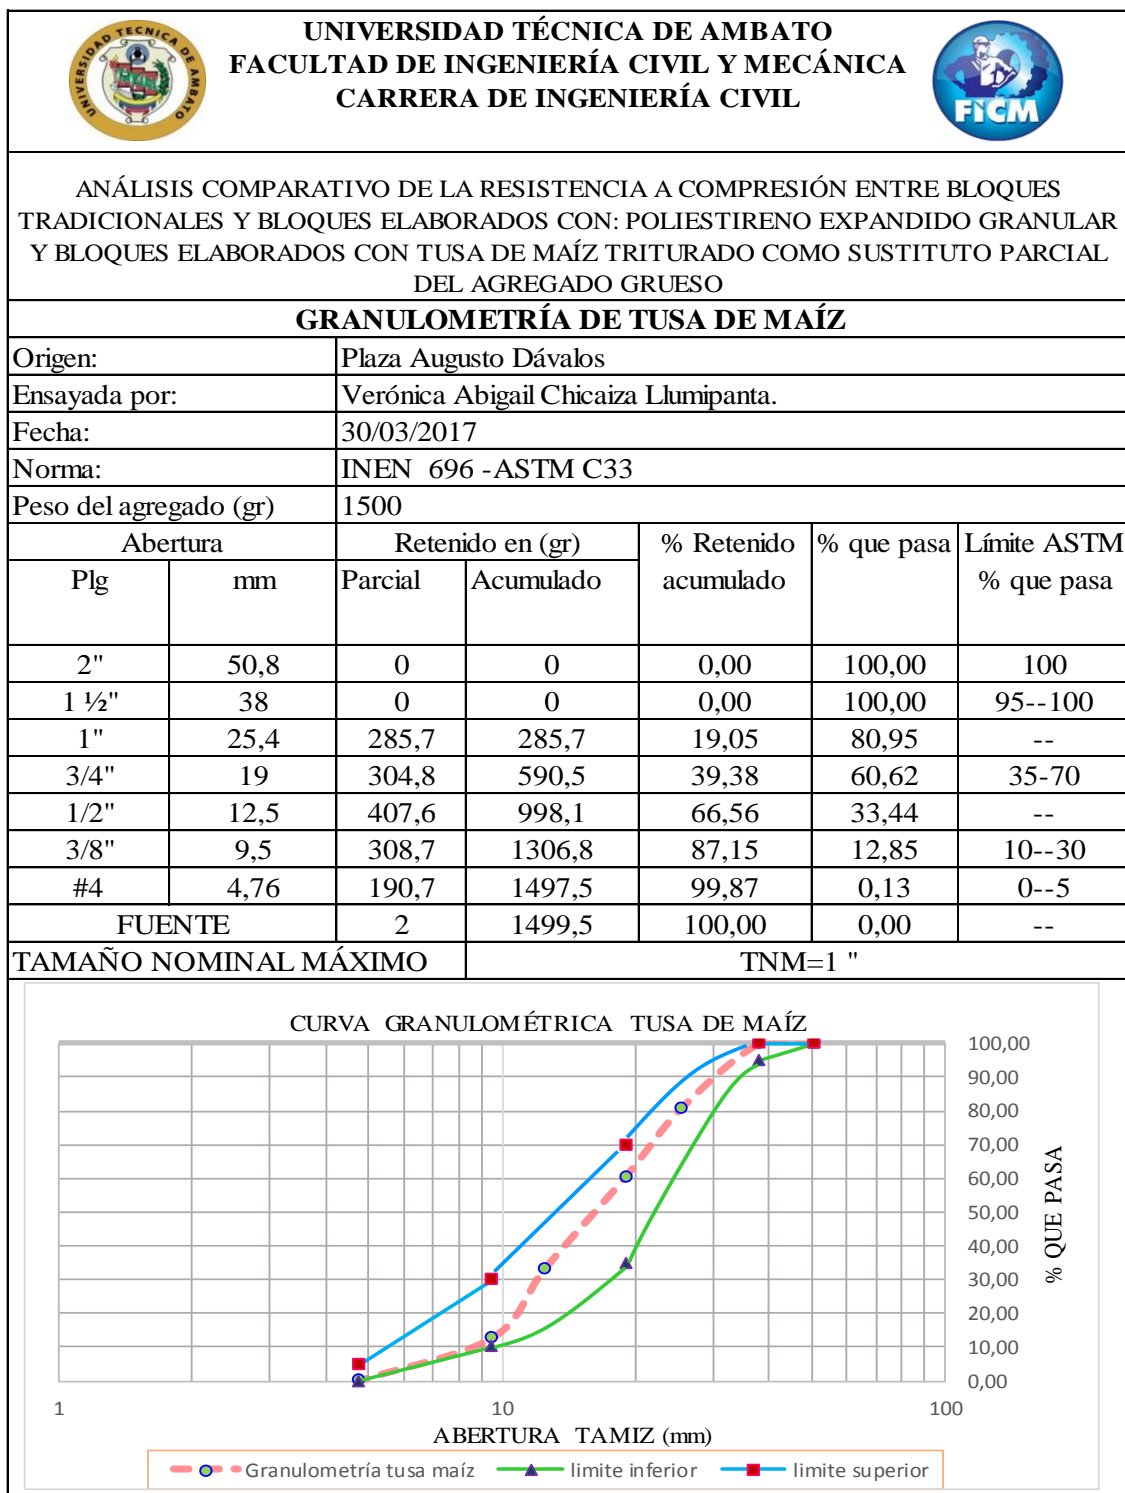 UNIVERSIDAD TÉCNICA DE AMBATO
FACULTAD DE INGENIERÍA CIVIL Y MECÁNICA
CARRERA DE INGENIERÍA CIVIL
UNIVERSIDAD TECNICA DE AMBATO
FICM
ANÁLISIS COMPARATIVO DE LA RESISTENCIA A COMPRESIÓN ENTRE BLOQUES
TRADICIONALES Y BLOQUES ELABORADOS CON: POLIESTIRENO EXPANDIDO GRANULAR
Y BLOQUES ELABORADOS CON TUSA DE MAÍZ TRITURADO COMO SUSTITUTO PARCIAL
DEL AGREGADO GRUESO
GRANULOMETRÍA DE TUSA DE MAÍZ
Origen: Plaza Augusto Dávalos
Ensayada por: Verónica Abigail Chicaiza Llumipanta.
Fecha: 30/03/2017
Norma: INEN 696 -ASTM C33
Peso del agregado (gr) 1500
Abertura Retenido en (gr) % Retenido % que pasa Límite ASTM
Plg mm Parcial Acumulado acumulado % que pasa
2" 50,8 0 0 0,00 100,00 100
1 ½" 38 0 0 0,00 100,00 95--100
1" 25,4 285,7 285,7 19,05 80,95 --
3/4" 19 304,8 590,5 39,38 60,62 35-70
1/2" 12,5 407,6 998,1 66,56 33,44 --
3/8" 9,5 308,7 1306,8 87,15 12,85 10--30
#4 4,76 190,7 1497,5 99,87 0,13 0--5
FUENTE 2 1499,5 100,00 0,00 --
TAMAÑO NOMINAL MÁXIMO TNM=1 "
CURVA GRANULOMÉTRICA TUSA DE MAÍZ
100,00
90,00
80,00
70,00
60,00
50,00
40,00
30,00
20,00
10,00
0,00
% QUE PASA
1 10 100
ABERTURA TAMIZ (mm)
Granulometría tusa maíz limite inferior limite superior